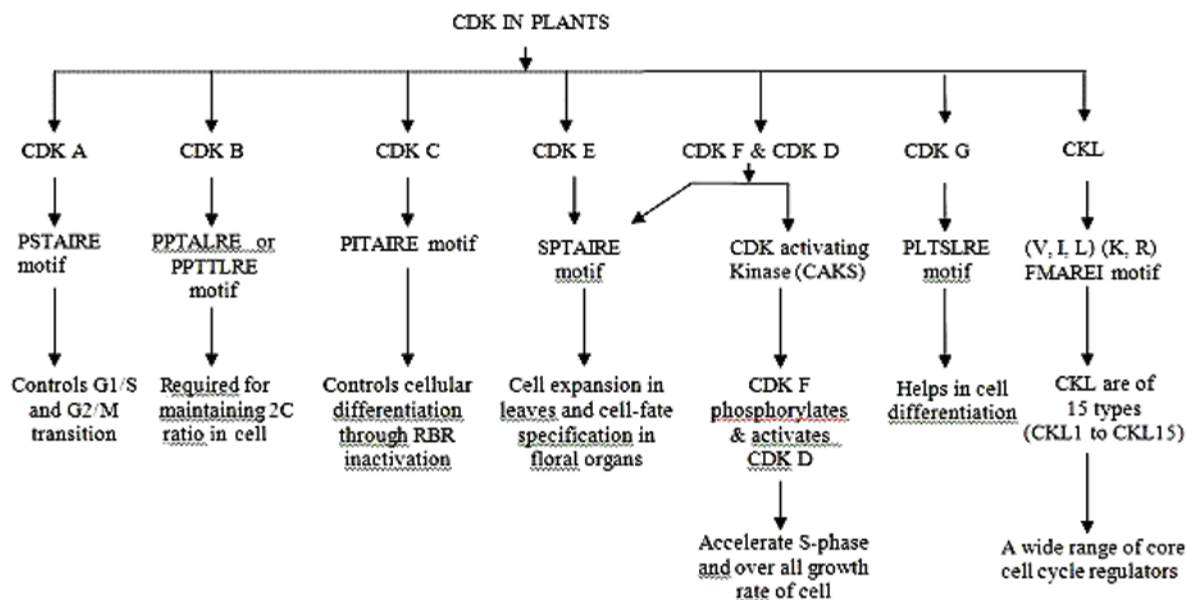 CDK IN PLANTS
CDK A
CDK B
CDK C
CDK E
CDK F & CDK D
CDK G
CKL
PSTAIRE
motif
PPTALRE or
PPTTLRE
motif
PITAIRE motif
SPTAIRE
motif
CDK activating
Kinase (CAKS)
PLTSLRE
motif
(V, I, L) (K, R)
FMAREI motif
Controls G1/S
and G2/M
transition
Required for
maintaining 2C
ratio in cell
Controls cellular
differentiation
through RBR
inactivation
Cell expansion in
leaves and cell-fate
specification in
floral organs
CDK F
phosphorylates
& activates
CDK D
Helps in cell
differentiation
CKL are of
15 types
(CKL1 to CKL15)
Accelerate S-phase
and over all growth
rate of cell
A wide range of core
cell cycle regulators